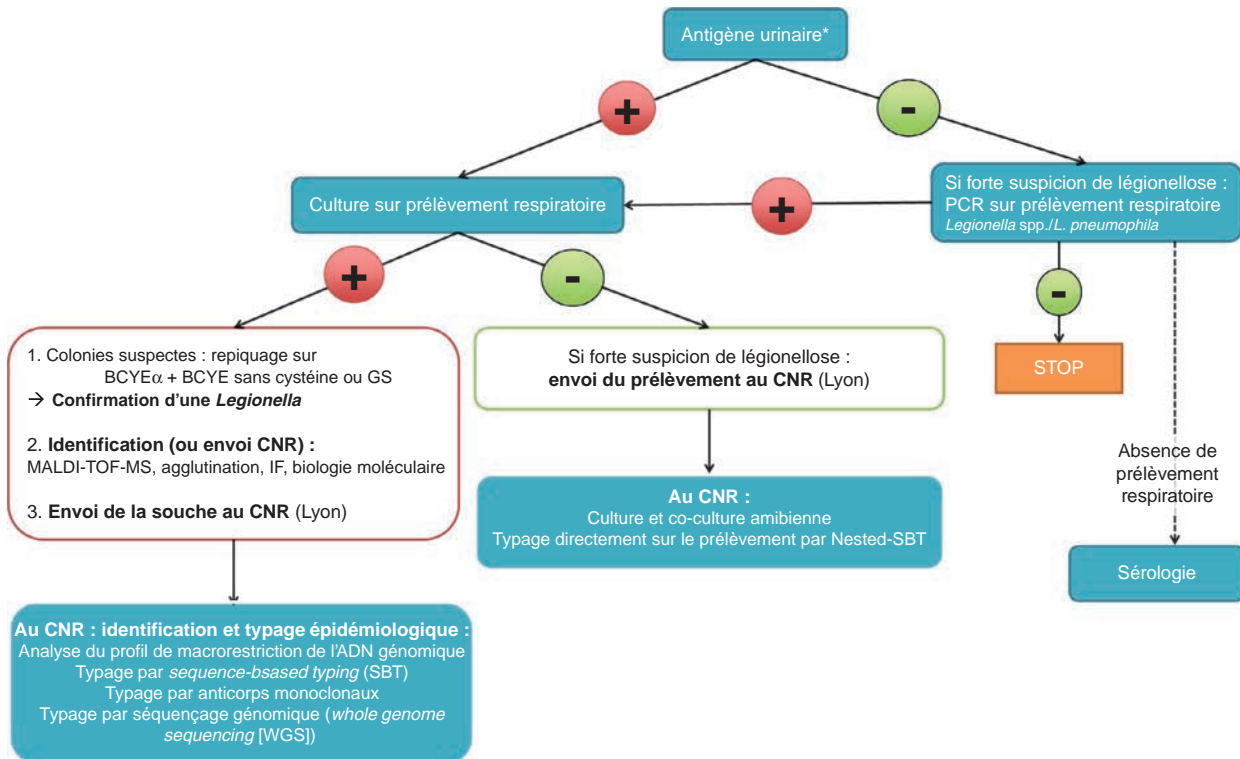 Antigène urinaire*
+
-
Culture sur prélèvement respiratoire
+
Si forte suspicion de légionellose :
PCR sur prélèvement respiratoire
Legionella spp./L. pneumophila
+
-
-
1. Colonies suspectes : repiquage sur
BCYEα + BCYE sans cystéine ou GS
→ Confirmation d'une Legionella
2. Identification (ou envoi CNR) :
MALDI-TOF-MS, agglutination, IF, biologie moléculaire
3. Envoi de la souche au CNR (Lyon)
Si forte suspicion de légionellose :
envoi du prélèvement au CNR (Lyon)
STOP
Absence de
prélèvement
respiratoire
Au CNR :
Culture et co-culture amibienne
Typage directement sur le prélèvement par Nested-SBT
Sérologie
Au CNR : identification et typage épidémiologique :
Analyse du profil de macrorestriction de l'ADN génomique
Typage par sequence-bsased typing (SBT)
Typage par anticorps monoclonaux
Typage par séquençage génomique (whole genome
sequencing [WGS])